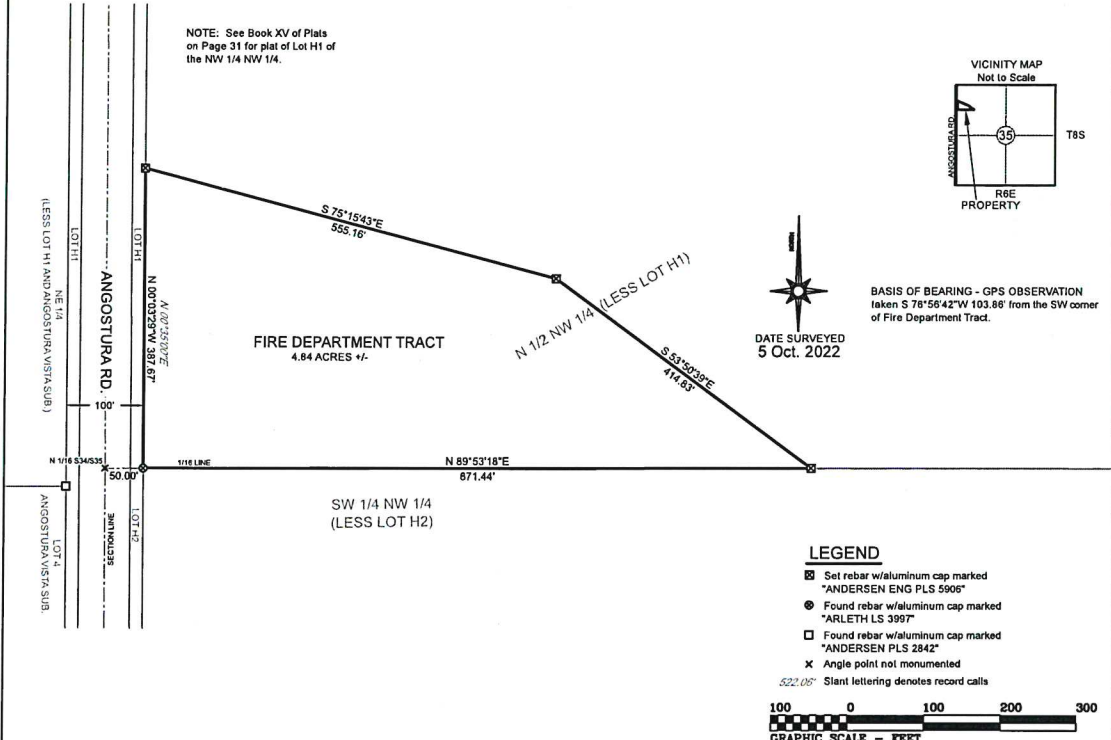 NOTE: See Book XV of Plats
on Page 31 for plat of Lot H1 of
the NW 1/4 NW 1/4.
VICINITY MAP
Not to Scale
ANGOSTURA RD.
35
T8S
R6E
PROPERTY
S 75°15'43"E
555.16'
N 1/2 NW 1/4 (LESS LOT H1)
S 53°50'39"E
414.83'
NORTH
DATE SURVEYED
5 Oct. 2022
BASIS OF BEARING - GPS OBSERVATION
taken S 76°56'42"W 103.86' from the SW corner
of Fire Department Tract.
NE 1/4
(LESS LOT H1 AND ANGOSTURA VISTA SUB.)
LOT H1
ANGOSTURA RD.
LOT H1
N 00°03'29"W 387.67'
N 00°35'00"E
FIRE DEPARTMENT TRACT
4.84 ACRES +/-
100'
N 1/16 S34/S35
50.00'
1/16 LINE
N 89°53'18"E
871.44'
SW 1/4 NW 1/4
(LESS LOT H2)
LOT 4
ANGOSTURA VISTA SUB.
SECTION LINE
LOT H2
LEGEND
Set rebar w/aluminum cap marked
"ANDERSEN ENG PLS 5906"
Found rebar w/aluminum cap marked
"ARLETH LS 3997"
Found rebar w/aluminum cap marked
"ANDERSEN PLS 2842"
X Angle point not monumented
522.06' Slant lettering denotes record calls
100 0 100 200 300
GRAPHIC SCALE – FEET